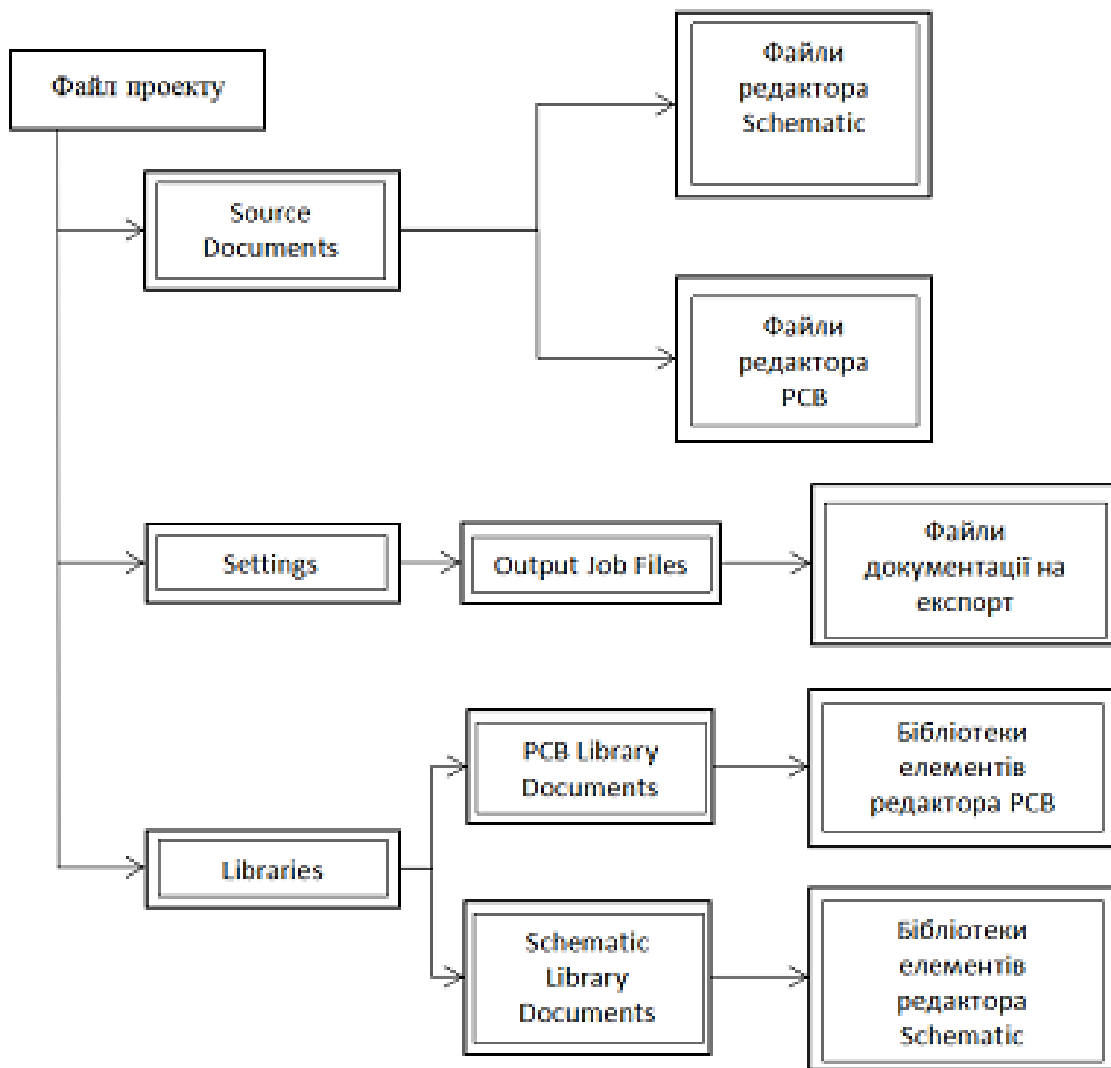 Файл проекту
Файли
редактора
Schematic
Source
Documents
Файли
редактора
PCB
Settings
Output Job Files
Файли
документації на
експорт
PCB Library
Documents
Бібліотеки
елементів
редактора PCB
Libraries
Schematic
Library
Documents
Бібліотеки
елементів
редактора
Schematic